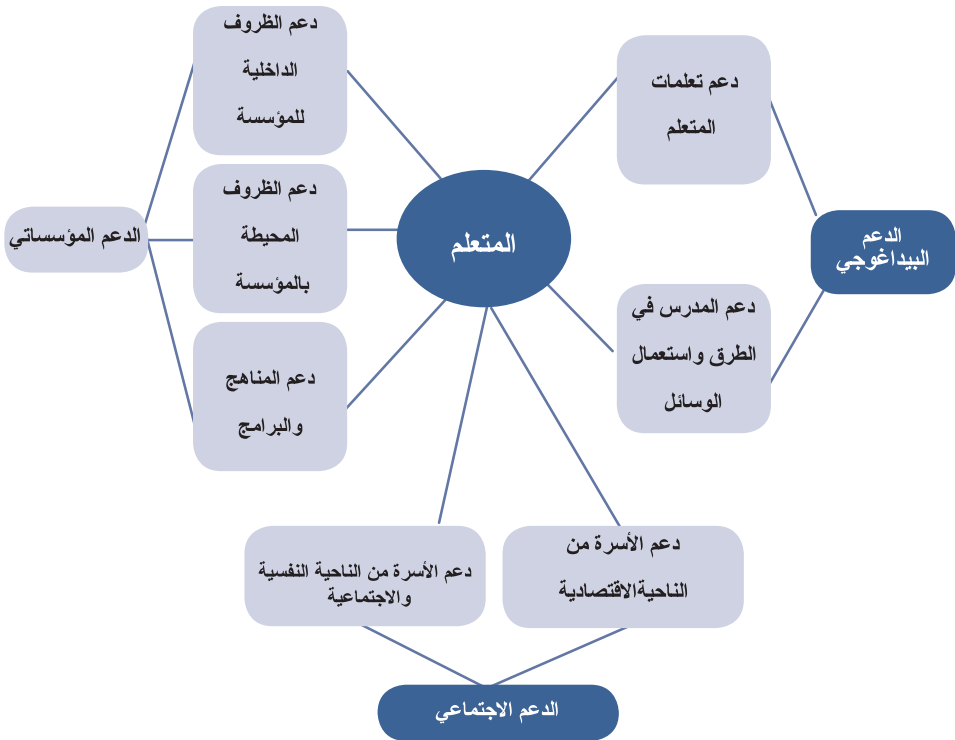 دعم الظروف
الداخلية
للمؤسسة
دعم تعلمات
المتعلم
دعم الظروف
المحيطة
بالمؤسسة
المتعلم
الدعم المؤسساتي
الدعم
البيداغوجي
دعم المدرس في
الطرق واستعمال
الوسائل
دعم المناهج
والبرامج
دعم الأسرة من
الناحيةالاقتصادية
دعم الأسرة من الناحية النفسية
والاجتماعية
الدعم الاجتماعي